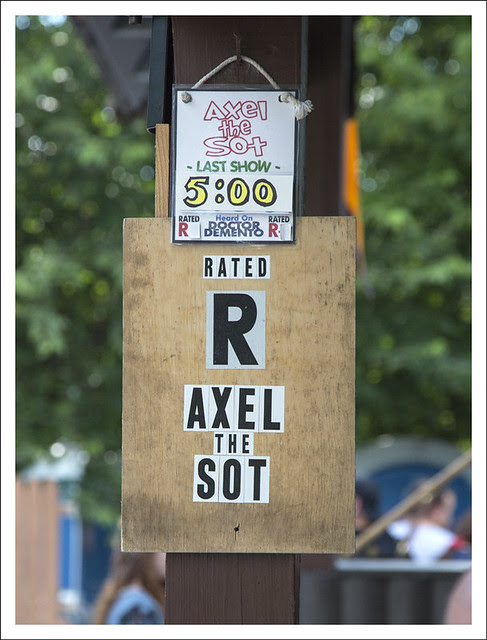 Axel
the
Sot
- LAST SHOW -
5:00
RATED R Heard On DOCTOR DEMENTO RATED R
RATED
R
AXEL
THE
SOT